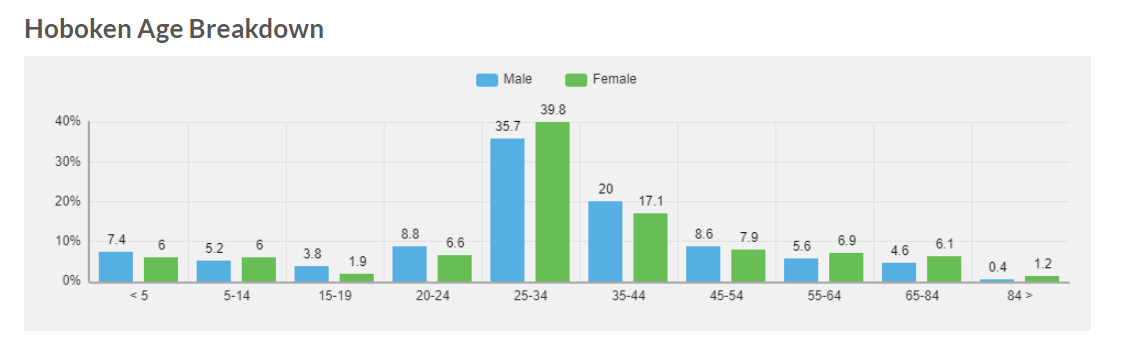 Hoboken Age Breakdown
Male Female
40%
30%
20%
10%
0%
7.4 6 5.2 6 3.8 1.9 8.8 6.6 35.7 39.8 20 17.1 8.6 7.9 5.6 6.9 4.6 6.1 0.4 1.2
< 5 5-14 15-19 20-24 25-34 35-44 45-54 55-64 65-84 84 >